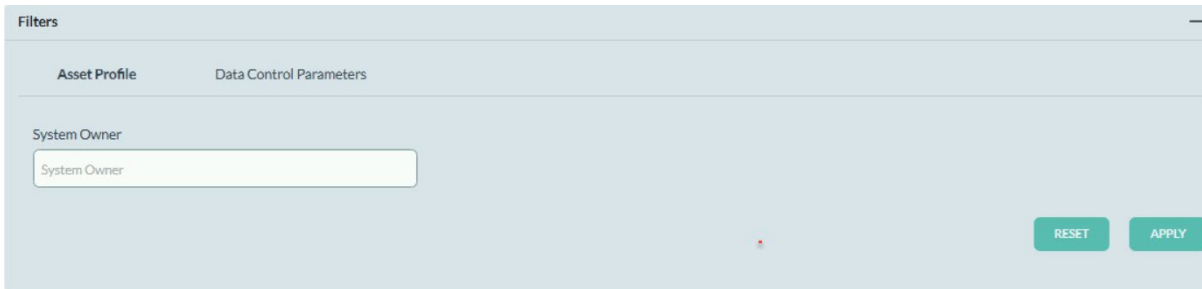 Filters
Asset Profile Data Control Parameters
System Owner
System Owner
RESET APPLY